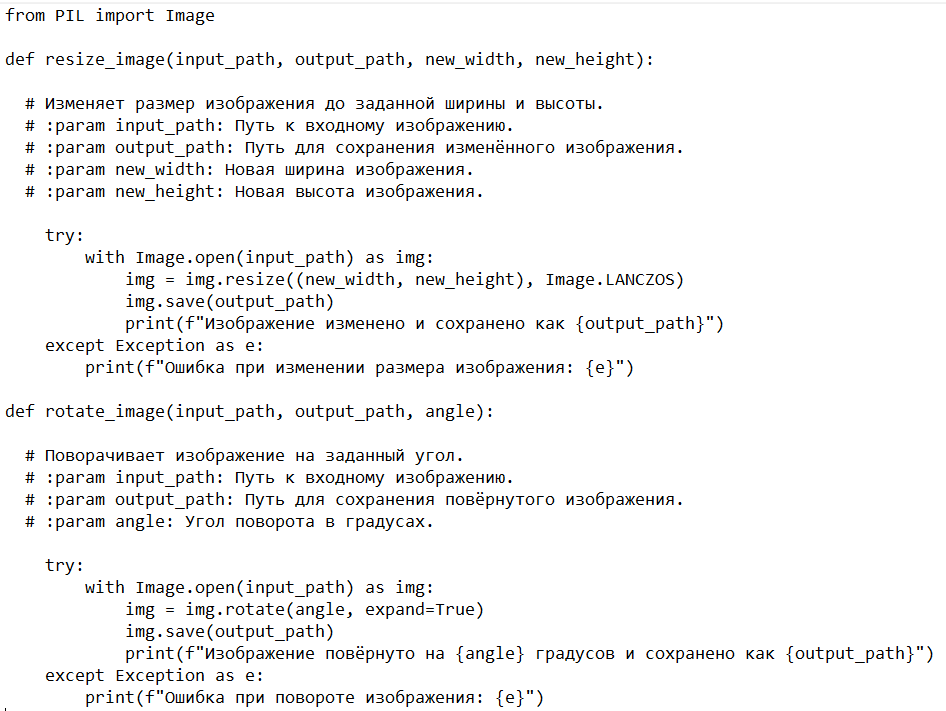 from PIL import Image
def resize_image(input_path, output_path, new_width, new_height):
  # Изменяет размер изображения до заданной ширины и высоты.
  # :param input_path: Путь к входному изображению.
  # :param output_path: Путь для сохранения изменённого изображения.
  # :param new_width: Новая ширина изображения.
  # :param new_height: Новая высота изображения.
    try:
        with Image.open(input_path) as img:
            img = img.resize((new_width, new_height), Image.LANCZOS)
            img.save(output_path)
            print(f"Изображение изменено и сохранено как {output_path}")
    except Exception as e:
        print(f"Ошибка при изменении размера изображения: {e}")
def rotate_image(input_path, output_path, angle):
  # Поворачивает изображение на заданный угол.
  # :param input_path: Путь к входному изображению.
  # :param output_path: Путь для сохранения повёрнутого изображения.
  # :param angle: Угол поворота в градусах.
    try:
        with Image.open(input_path) as img:
            img = img.rotate(angle, expand=True)
            img.save(output_path)
            print(f"Изображение повёрнуто на {angle} градусов и сохранено как {output_path}")
    except Exception as e:
        print(f"Ошибка при повороте изображения: {e}")